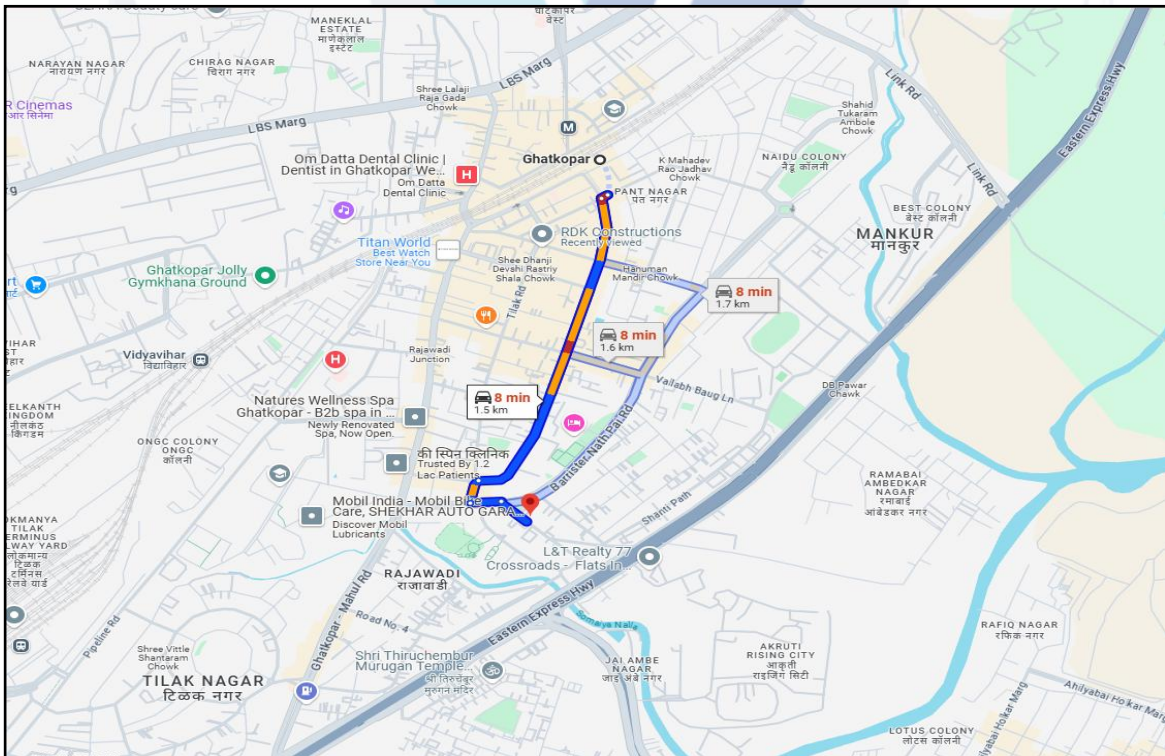 MANEKLAL
ESTATE
माणेकलाल
इस्टेट
घाटकोपर
वेस्ट
NARAYAN NAGAR
नारायण नगर
CHIRAG NAGAR
चिराग नगर
Shree Lalaji
Raja Gada
Chowk
LBS Marg
LBS Marg
R Cinemas
आर सिनेमा
M
Link Rd
Eastern Express Hwy
Shahid
Tukaram
Ambole
Chowk
Ghatkopar
Om Datta Dental Clinic |
Dentist in Ghatkopar We...
Om Datta
Dental Clinic
H
K Mahadev
Rao Jadhav
Chowk
NAIDU COLONY
नैडू कॉलनी
Link Rd
PANT NAGAR
पंत नगर
BEST COLONY
बेस्ट कॉलनी
MANKUR
मानकुर
RDK Constructions
Recently viewed
Titan World
Best Watch
Store Near You
Shee Dhanji
Devshi Rastriy
Shala Chowk
Hanuman
Mandir Chowk
Ghatkopar Jolly
Gymkhana Ground
Tilak Rd
8 min
1.7 km
8 min
1.6 km
Vidyavihar
विद्याविहार
H
Rajawadi
Junction
Vallabh Baug Ln
DB Pawar
Chawk
8 min
1.5 km
Natures Wellness Spa
Ghatkopar - B2b spa in ...
Newly Renovated
Spa, Now Open.
ONGC COLONY
ONGC
कॉलनी
Barrister Nath Pai Rd
की स्पिन क्लिनिक
Trusted By 1.2
Lac Patients
RAMABAI
AMBEDKAR
NAGAR
रमाबाई
आंबेडकर नगर
Mobil India - Mobil Bike
Care, SHEKHAR AUTO GARA
Discover Mobil
Lubricants
Shanti Path
L&T Realty 77
Crossroads - Flats In...
RAJAWADI
राजावाडी
Eastern Express Hwy
Road No. 4
Ghatkopar - Mahul Rd
Pipeline Rd
Somaiya Nalla
RAFIQ NAGAR
रफिक नगर
Shree Vittle
Shantaram
Chowk
Shri Thiruchembur
Murugan Temple...
TILAK NAGAR
टिळक नगर
JAI AMBE
NAGAR
AKRUTI
RISING CITY
आकृती
राइजिंग सिटी
Ahilyabai Holkar Marg
LOTUS COLONY
लोटस कॉलनी